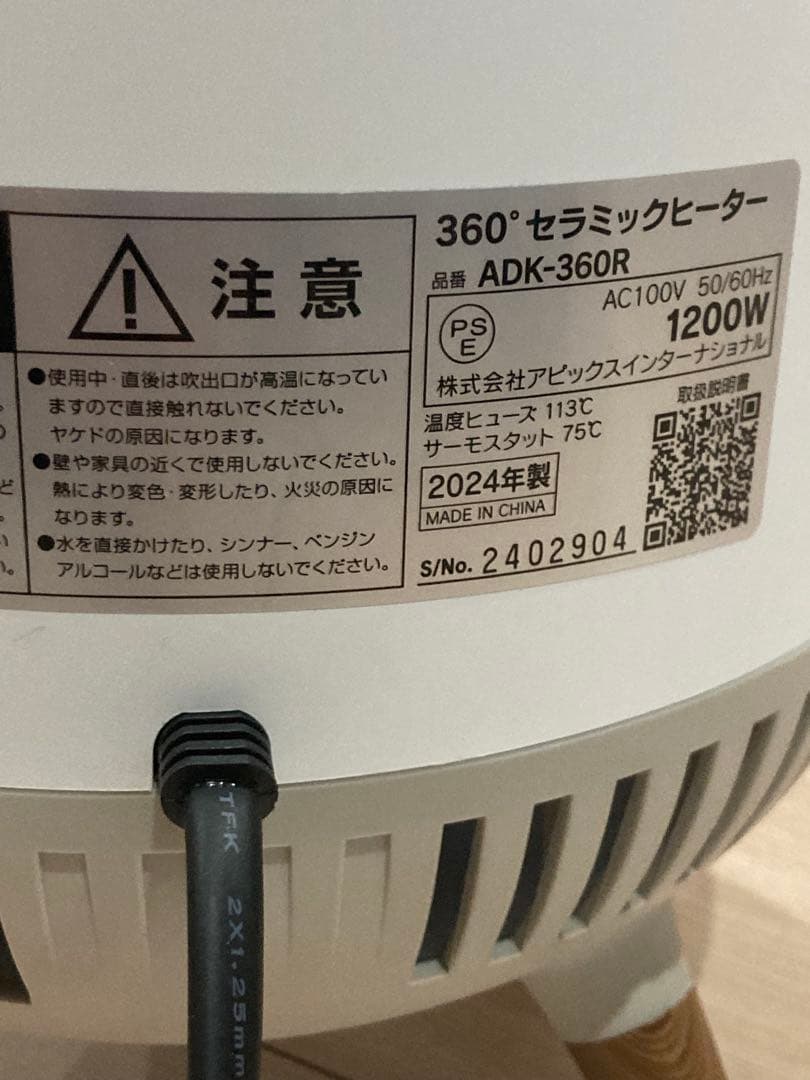 注意
●使用中・直後は吹出口が高温になってい
ますので直接触れないでください。
ヤケドの原因になります。
●壁や家具の近くで使用しないでください。
熱により変色・変形したり、火災の原因に
なります。
●水を直接かけたり、シンナー、ベンジン
アルコールなどは使用しないでください。
360°セラミックヒーター
品番 ADK-360R
PSE
AC100V 50/60Hz
1200W
株式会社アピックスインターナショナル
温度ヒューズ 113℃
サーモスタット 75℃
取扱説明書
2024年製
MADE IN CHINA
S/No. 2402904
TFK 2X1.25mm